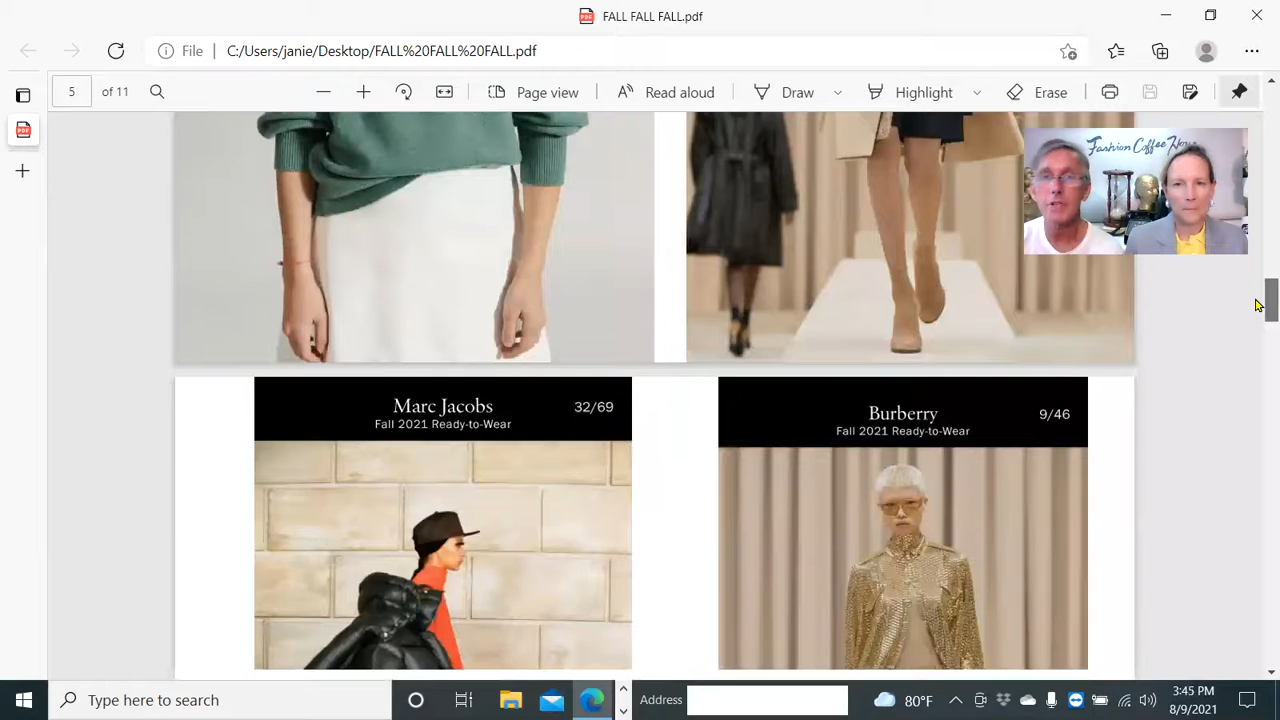 FALL FALL FALL.pdf
File C:/Users/janie/Desktop/FALL%20FALL%20FALL.pdf
5 of 11 Page view Read aloud Draw Highlight Erase
Fashion Coffee Hour
Marc Jacobs 32/69
Fall 2021 Ready-to-Wear
Burberry 9/46
Fall 2021 Ready-to-Wear
Type here to search
Address
80°F
3:45 PM
8/9/2021